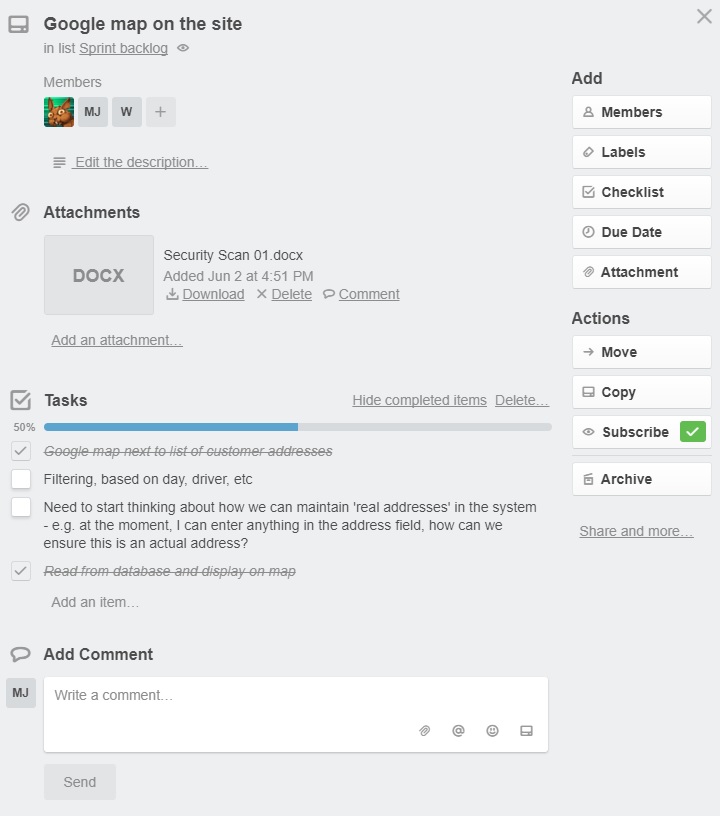 Google map on the site
in list Sprint backlog
Members
MJ W +
Edit the description…
Attachments
DOCX
Security Scan 01.docx
Added Jun 2 at 4:51 PM
Download Delete Comment
Add an attachment…
Tasks Hide completed items Delete…
50%
Google map next to list of customer addresses
Filtering, based on day, driver, etc
Need to start thinking about how we can maintain 'real addresses' in the system
- e.g. at the moment, I can enter anything in the address field, how can we
ensure this is an actual address?
Read from database and display on map
Add an item…
Add Comment
MJ
Write a comment…
@
Send
Add
Members
Labels
Checklist
Due Date
Attachment
Actions
Move
Copy
Subscribe
Archive
Share and more…